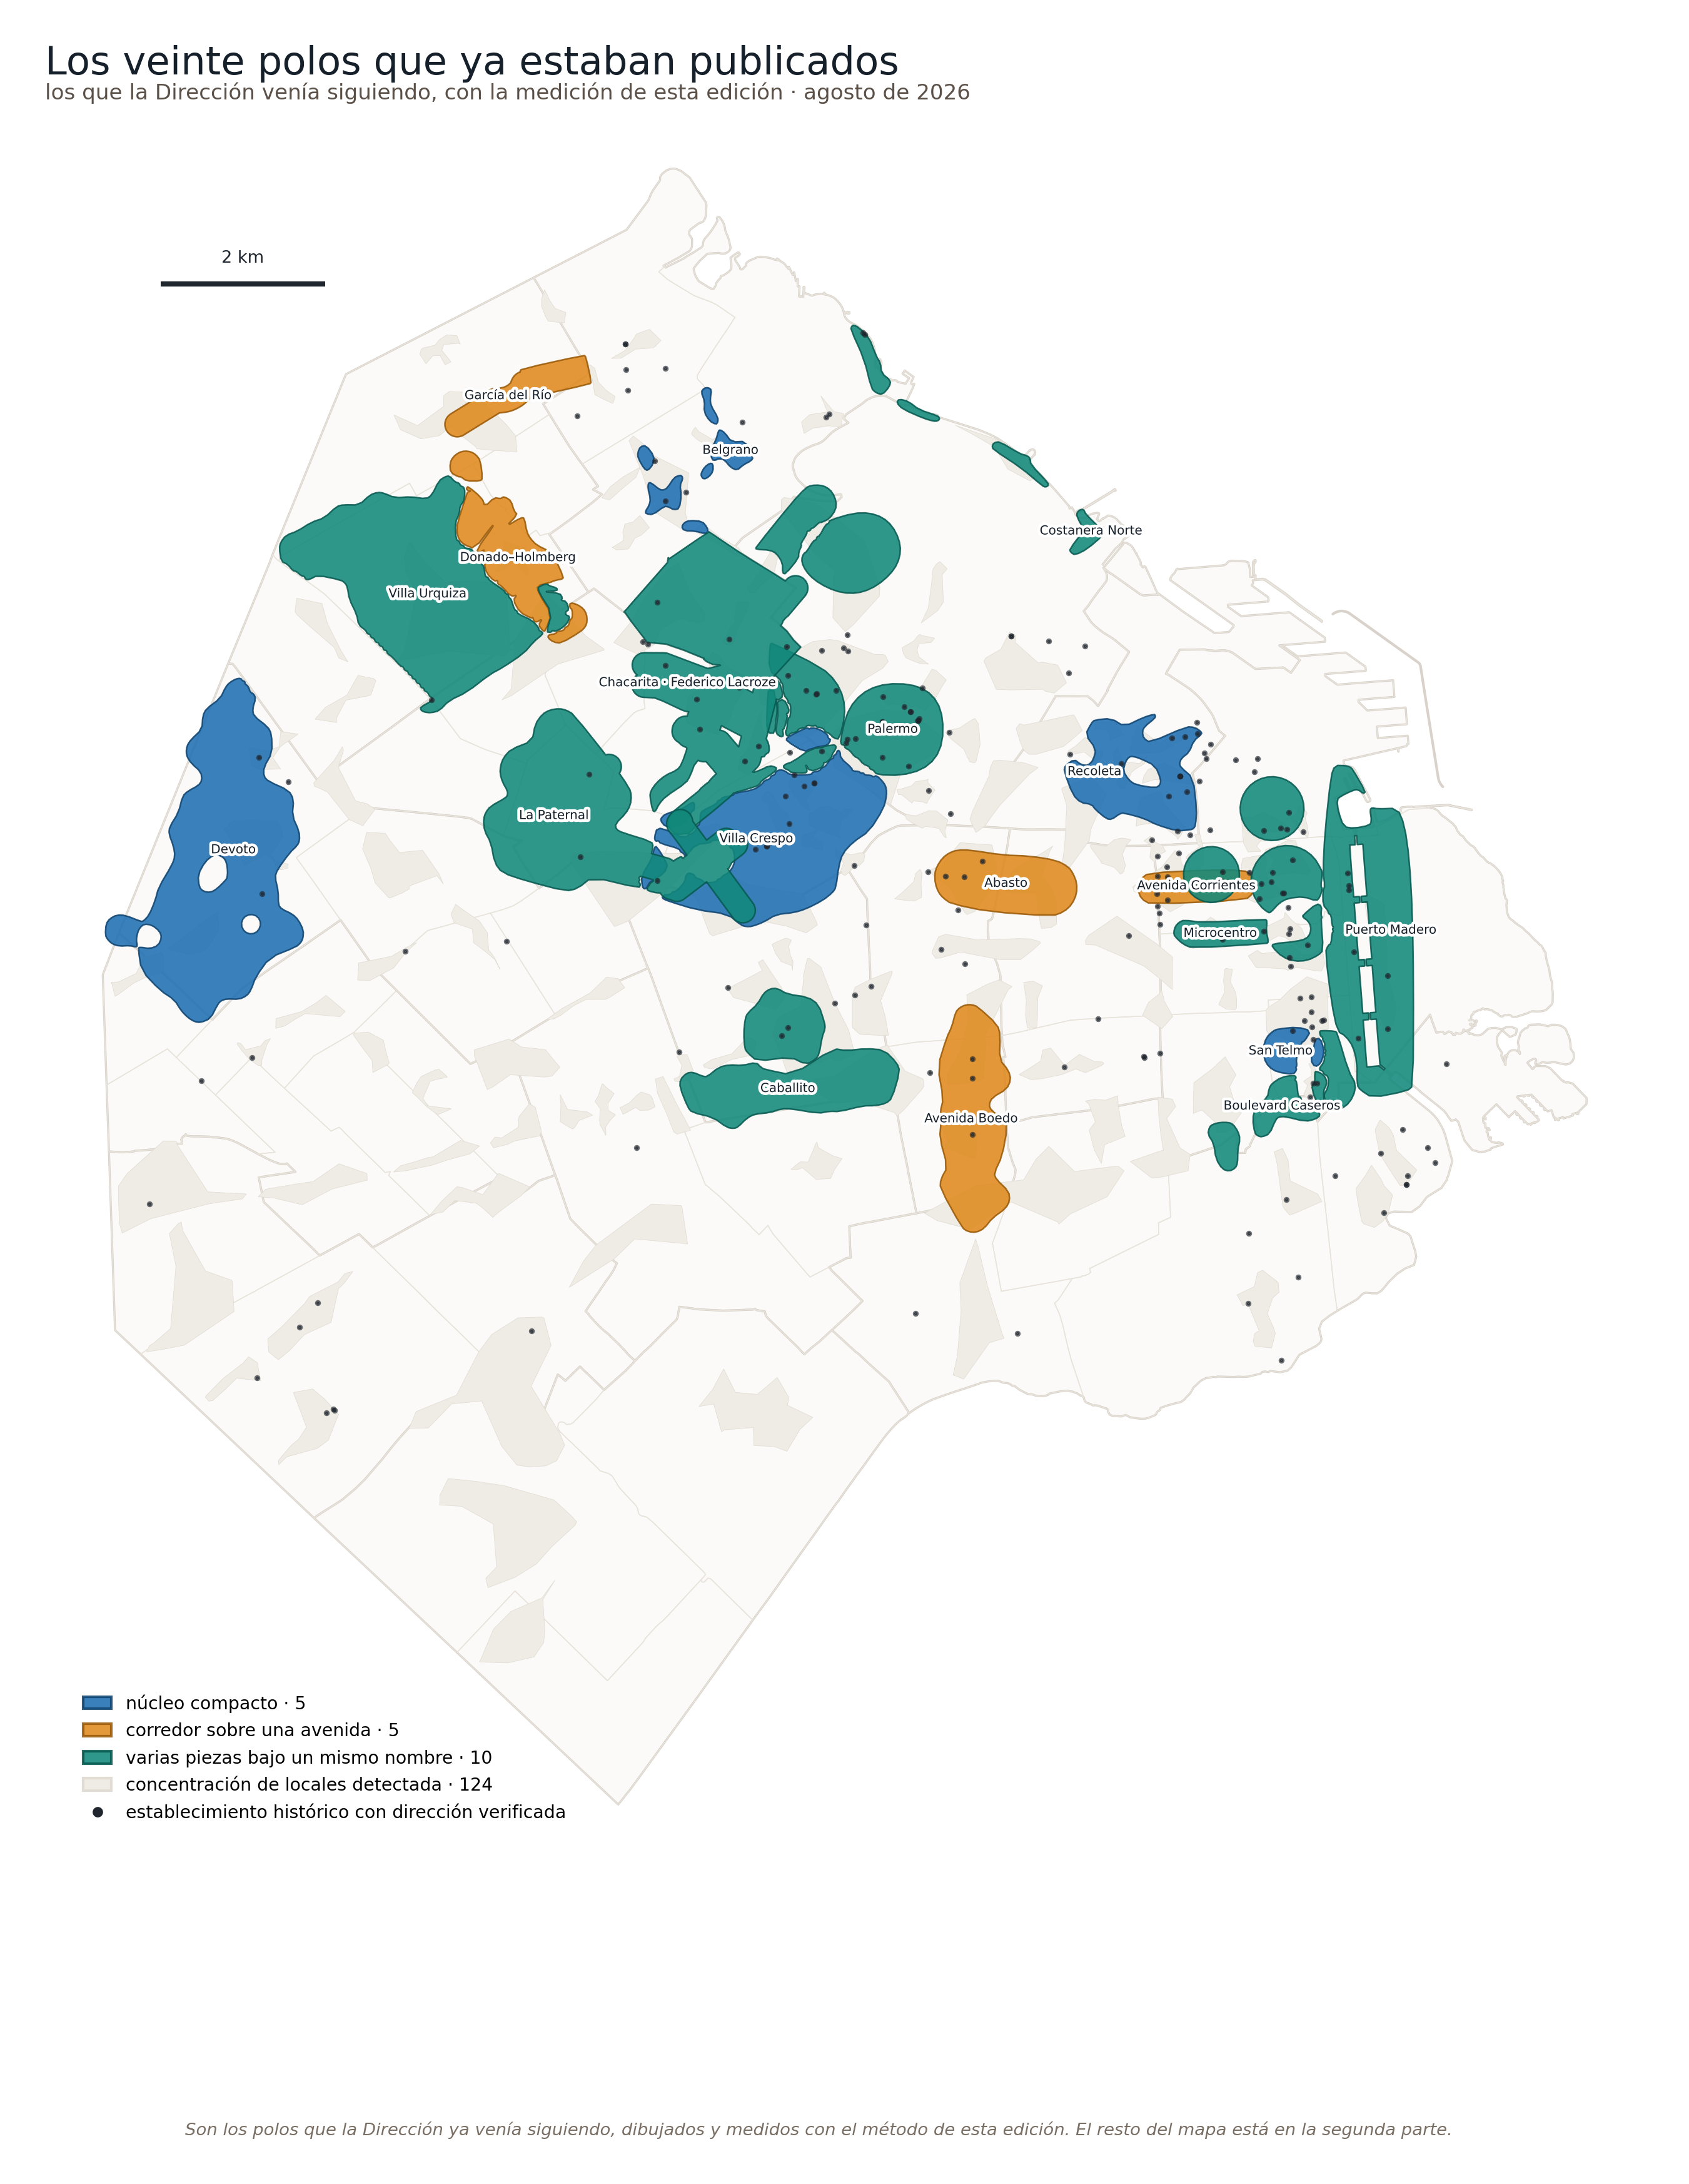 Los veinte polos que ya estaban publicados
los que la Dirección venía siguiendo, con la medición de esta edición · agosto de 2026
2 km
García del Río
Belgrano
Costanera Norte
Donado-Holmberg
Villa Urquiza
Chacarita · Federico Lacroze
Palermo
Recoleta
La Paternal
Villa Crespo
Devoto
Abasto
Avenida Corrientes
Microcentro
Puerto Madero
San Telmo
Caballito
Boulevard Caseros
Avenida Boedo
núcleo compacto · 5
corredor sobre una avenida · 5
varias piezas bajo un mismo nombre · 10
concentración de locales detectada · 124
establecimiento histórico con dirección verificada
Son los polos que la Dirección ya venía siguiendo, dibujados y medidos con el método de esta edición. El resto del mapa está en la segunda parte.